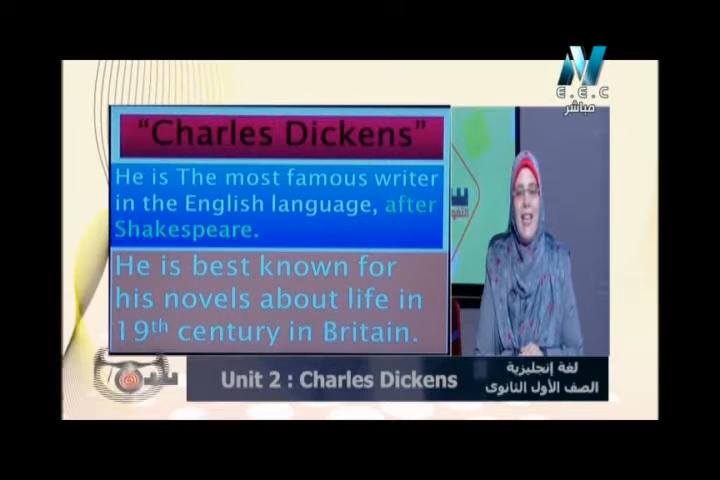 E.E.C
مباشر
“Charles Dickens”
He is The most famous writer
in the English language, after
Shakespeare.
He is best known for
his novels about life in
19th century in Britain.
Unit 2 : Charles Dickens
لغة إنجليزية
الصف الأول الثانوى